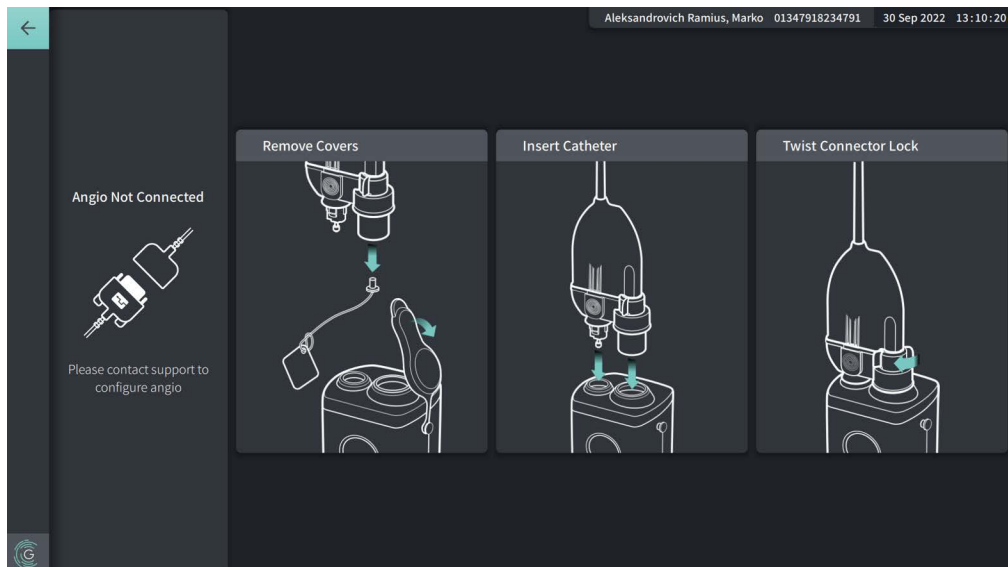 Aleksandrovich Ramius, Marko 01347918234791 30 Sep 2022 13:10:20
Angio Not Connected
Please contact support to
configure angio
Remove Covers
Insert Catheter
Twist Connector Lock
G